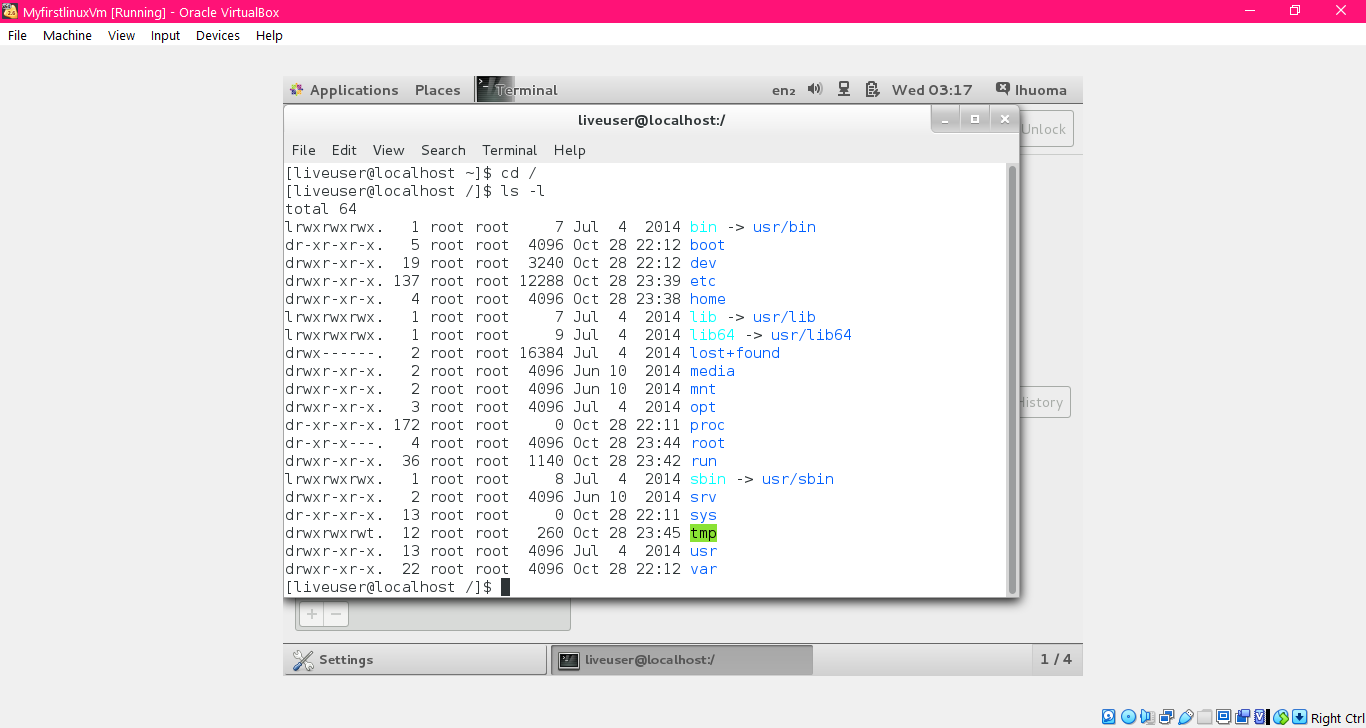 MyfirstlinuxVm [Running] - Oracle VirtualBox
File Machine View Input Devices Help
Applications Places Terminal en₂ Wed 03:17 Ihuoma
liveuser@localhost:/
Unlock
File Edit View Search Terminal Help
[liveuser@localhost ~]$ cd /
[liveuser@localhost /]$ ls -l
total 64
lrwxrwxrwx.   1 root root     7 Jul  4  2014 bin -> usr/bin
dr-xr-xr-x.   5 root root  4096 Oct 28 22:12 boot
drwxr-xr-x.  19 root root  3240 Oct 28 22:12 dev
drwxr-xr-x. 137 root root 12288 Oct 28 23:39 etc
drwxr-xr-x.   4 root root  4096 Oct 28 23:38 home
lrwxrwxrwx.   1 root root     7 Jul  4  2014 lib -> usr/lib
lrwxrwxrwx.   1 root root     9 Jul  4  2014 lib64 -> usr/lib64
drwx------.   2 root root 16384 Jul  4  2014 lost+found
drwxr-xr-x.   2 root root  4096 Jun 10  2014 media
drwxr-xr-x.   2 root root  4096 Jun 10  2014 mnt
drwxr-xr-x.   3 root root  4096 Jul  4  2014 opt
dr-xr-xr-x. 172 root root     0 Oct 28 22:11 proc
dr-xr-x---.   4 root root  4096 Oct 28 23:44 root
drwxr-xr-x.  36 root root  1140 Oct 28 23:42 run
lrwxrwxrwx.   1 root root     8 Jul  4  2014 sbin -> usr/sbin
drwxr-xr-x.   2 root root  4096 Jun 10  2014 srv
dr-xr-xr-x.  13 root root     0 Oct 28 22:11 sys
drwxrwxrwt.  12 root root   260 Oct 28 23:45 tmp
drwxr-xr-x.  13 root root  4096 Jul  4  2014 usr
drwxr-xr-x.  22 root root  4096 Oct 28 22:12 var
[liveuser@localhost /]$
History
Settings liveuser@localhost:/ 1 / 4
Right Ctrl